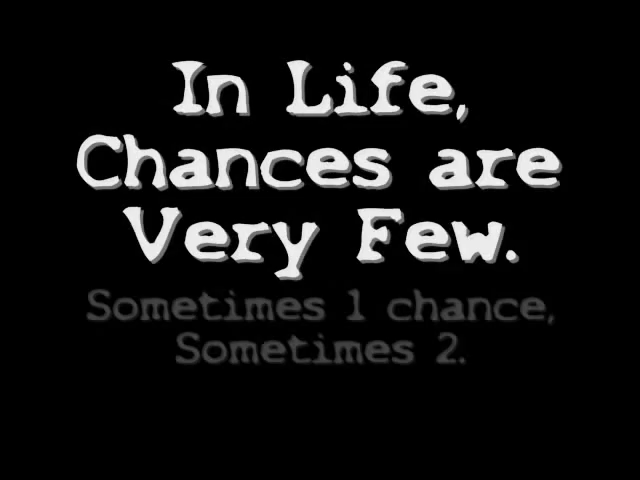 In Life,
Chances are
Very Few.
Sometimes 1 chance,
Sometimes 2.